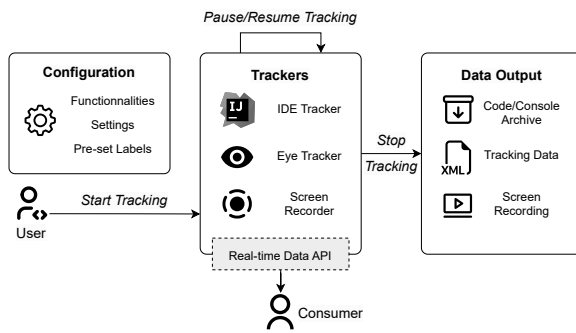 Pause/Resume Tracking
Configuration
Functionnalities
Settings
Pre-set Labels
Start Tracking
User
Trackers
IJ
IDE Tracker
Eye Tracker
Screen
Recorder
Real-time Data API
Consumer
Stop
Tracking
Data Output
Code/Console
Archive
XML
Tracking Data
Screen
Recording